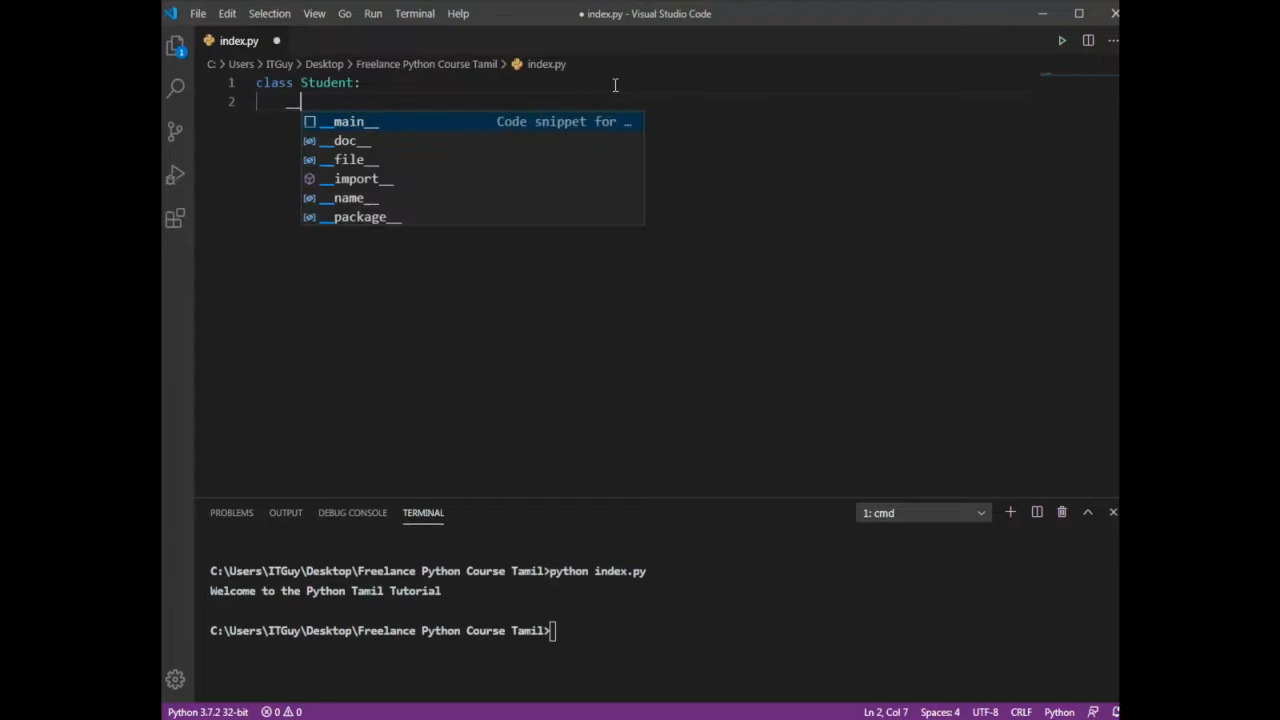 File Edit Selection View Go Run Terminal Help
● index.py - Visual Studio Code
index.py ●
C: > Users > ITGuy > Desktop > Freelance Python Course Tamil > index.py
1 class Student:
2 __
__main__ Code snippet for …
__doc__
__file__
__import__
__name__
__package__
1
PROBLEMS OUTPUT DEBUG CONSOLE TERMINAL
1: cmd
C:\Users\ITGuy\Desktop\Freelance Python Course Tamil>python index.py
Welcome to the Python Tamil Tutorial
C:\Users\ITGuy\Desktop\Freelance Python Course Tamil>
Python 3.7.2 32-bit 0 0
Ln 2, Col 7 Spaces: 4 UTF-8 CRLF Python